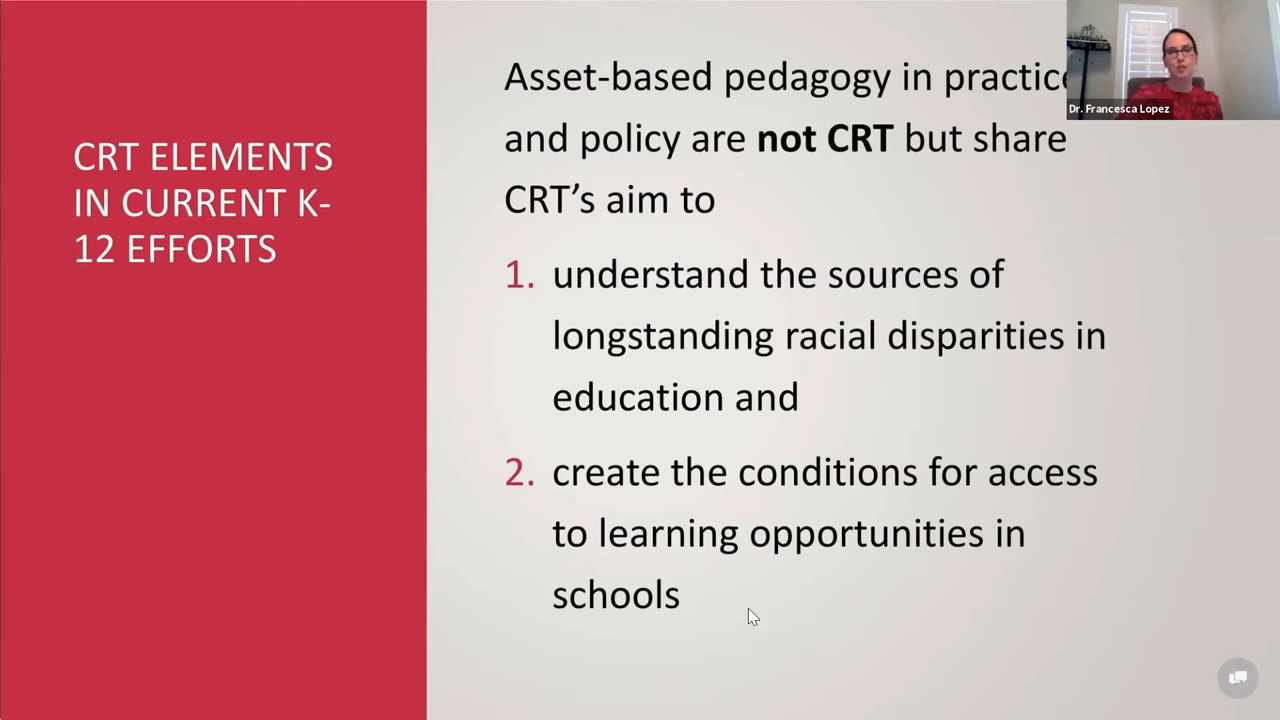 CRT ELEMENTS
IN CURRENT K-
12 EFFORTS
Asset-based pedagogy in practice
and policy are not CRT but share
CRT’s aim to
1. understand the sources of
longstanding racial disparities in
education and
2. create the conditions for access
to learning opportunities in
schools
Dr. Francesca Lopez